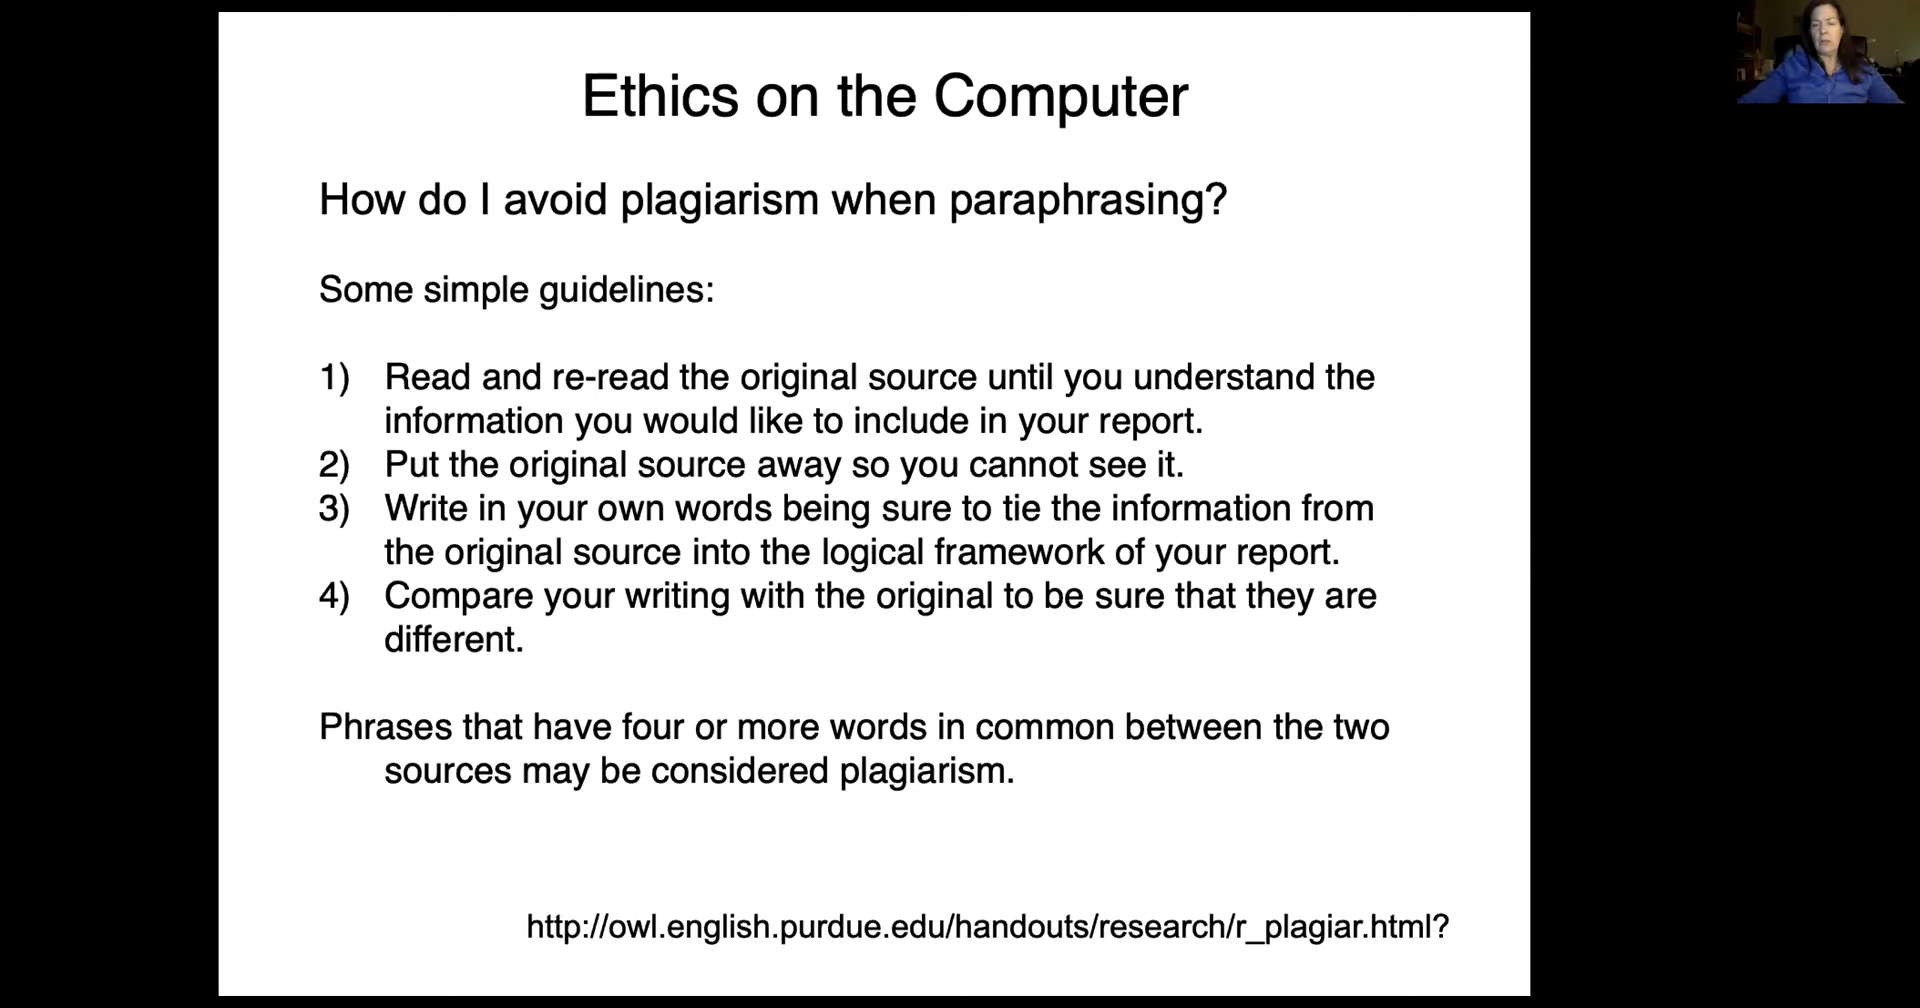 Ethics on the Computer
How do I avoid plagiarism when paraphrasing?
Some simple guidelines:
1) Read and re-read the original source until you understand the
information you would like to include in your report.
2) Put the original source away so you cannot see it.
3) Write in your own words being sure to tie the information from
the original source into the logical framework of your report.
4) Compare your writing with the original to be sure that they are
different.
Phrases that have four or more words in common between the two
sources may be considered plagiarism.
http://owl.english.purdue.edu/handouts/research/r_plagiar.html?